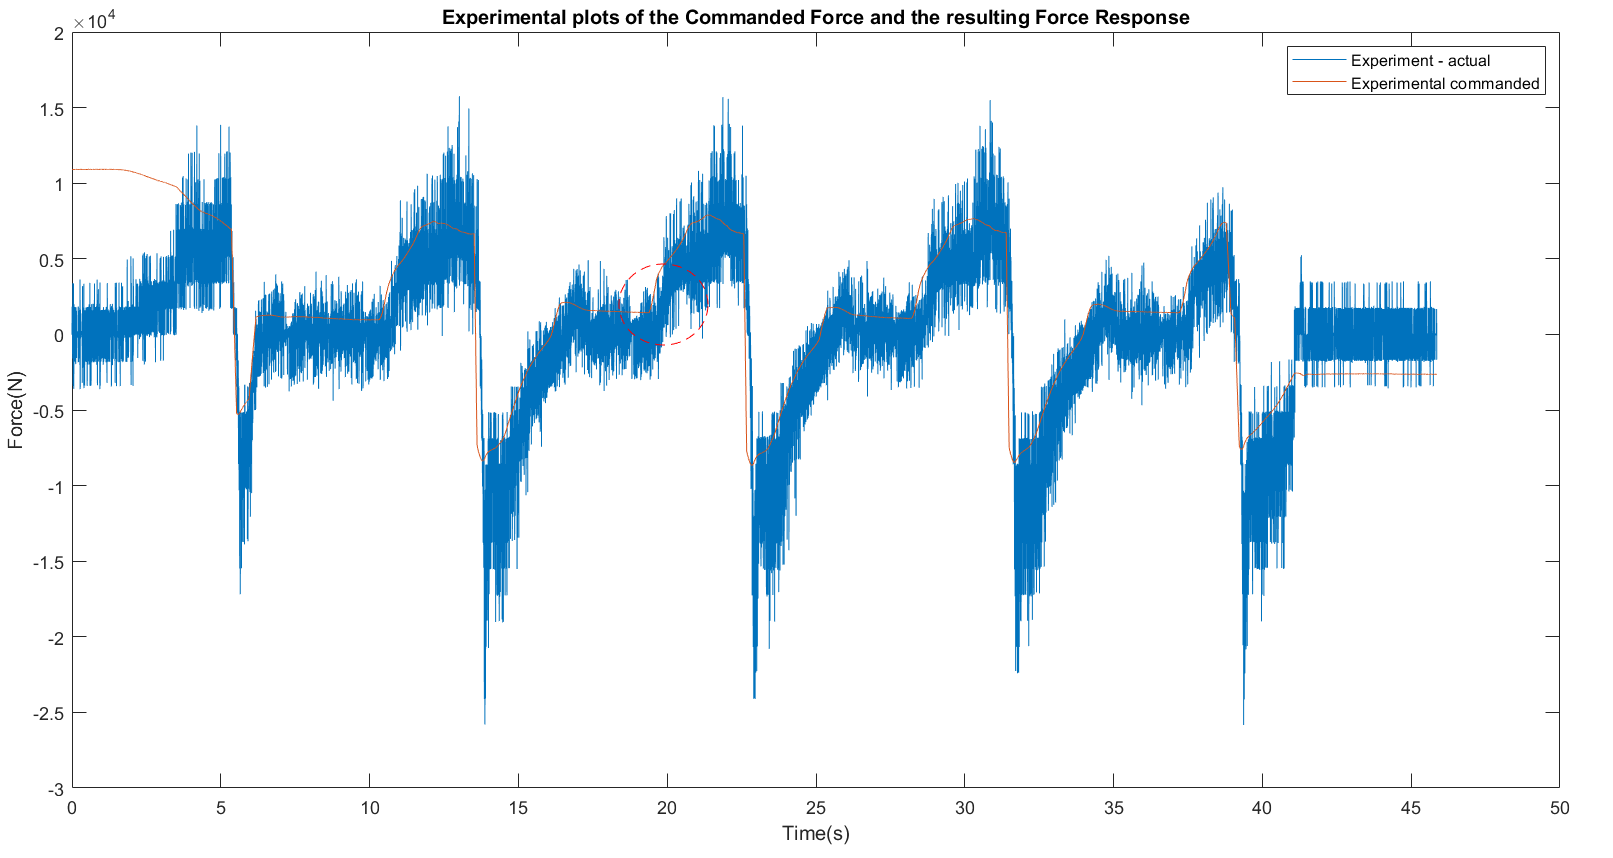 Experimental plots of the Commanded Force and the resulting Force Response
×10⁴
2
1.5
1
0.5
0
-0.5
-1
-1.5
-2
-2.5
-3
Force(N)
Experiment - actual
Experimental commanded
0 5 10 15 20 25 30 35 40 45 50
Time(s)